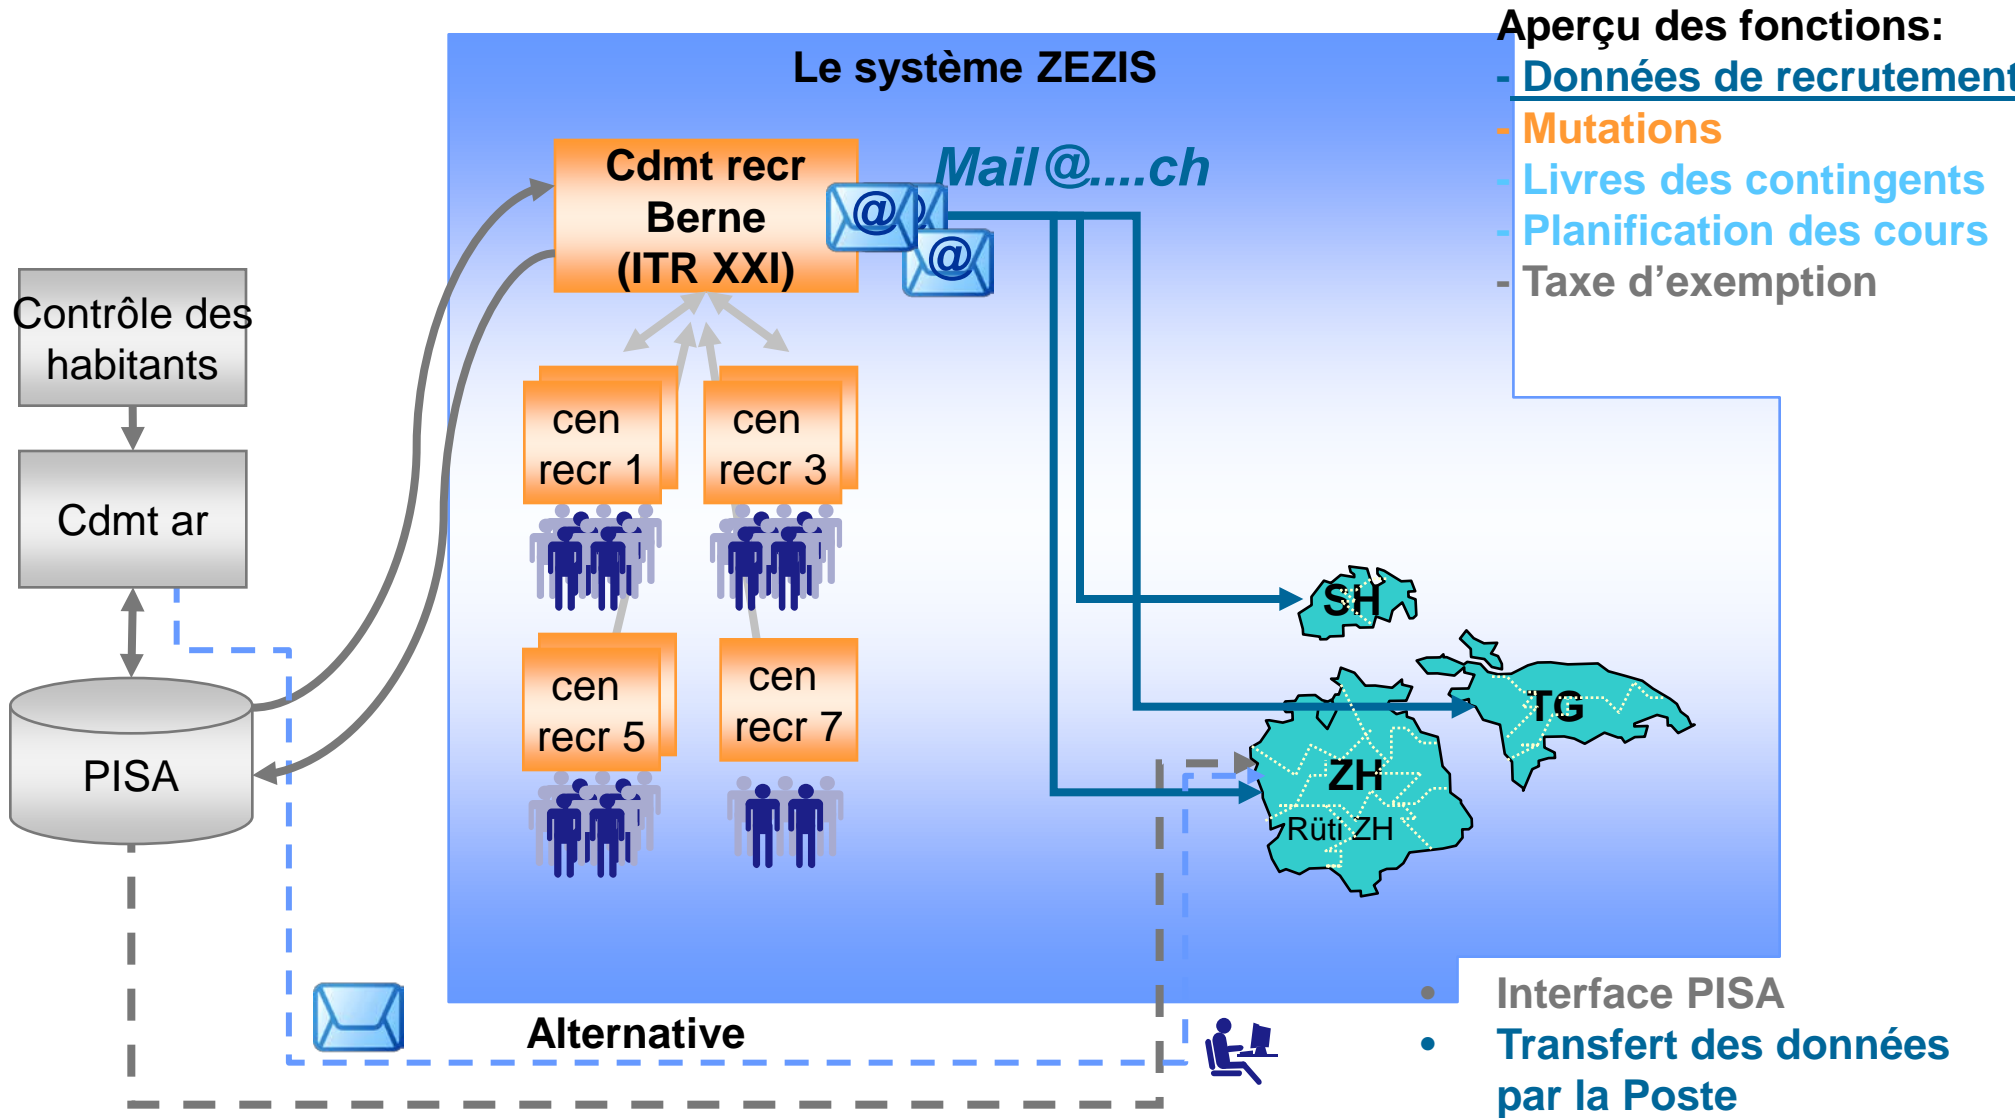 Le système ZEZIS
Aperçu des fonctions:
- Données de recrutement
- Mutations
- Livres des contingents
- Planification des cours
- Taxe d'exemption
Cdmt recr
Berne
(ITR XXI)
Mail@....ch
@
@
@
Contrôle des
habitants
Cdmt ar
PISA
cen
recr 1
cen
recr 3
cen
recr 5
cen
recr 7
SH
TG
ZH
Rüti ZH
Alternative
• Interface PISA
• Transfert des données
par la Poste